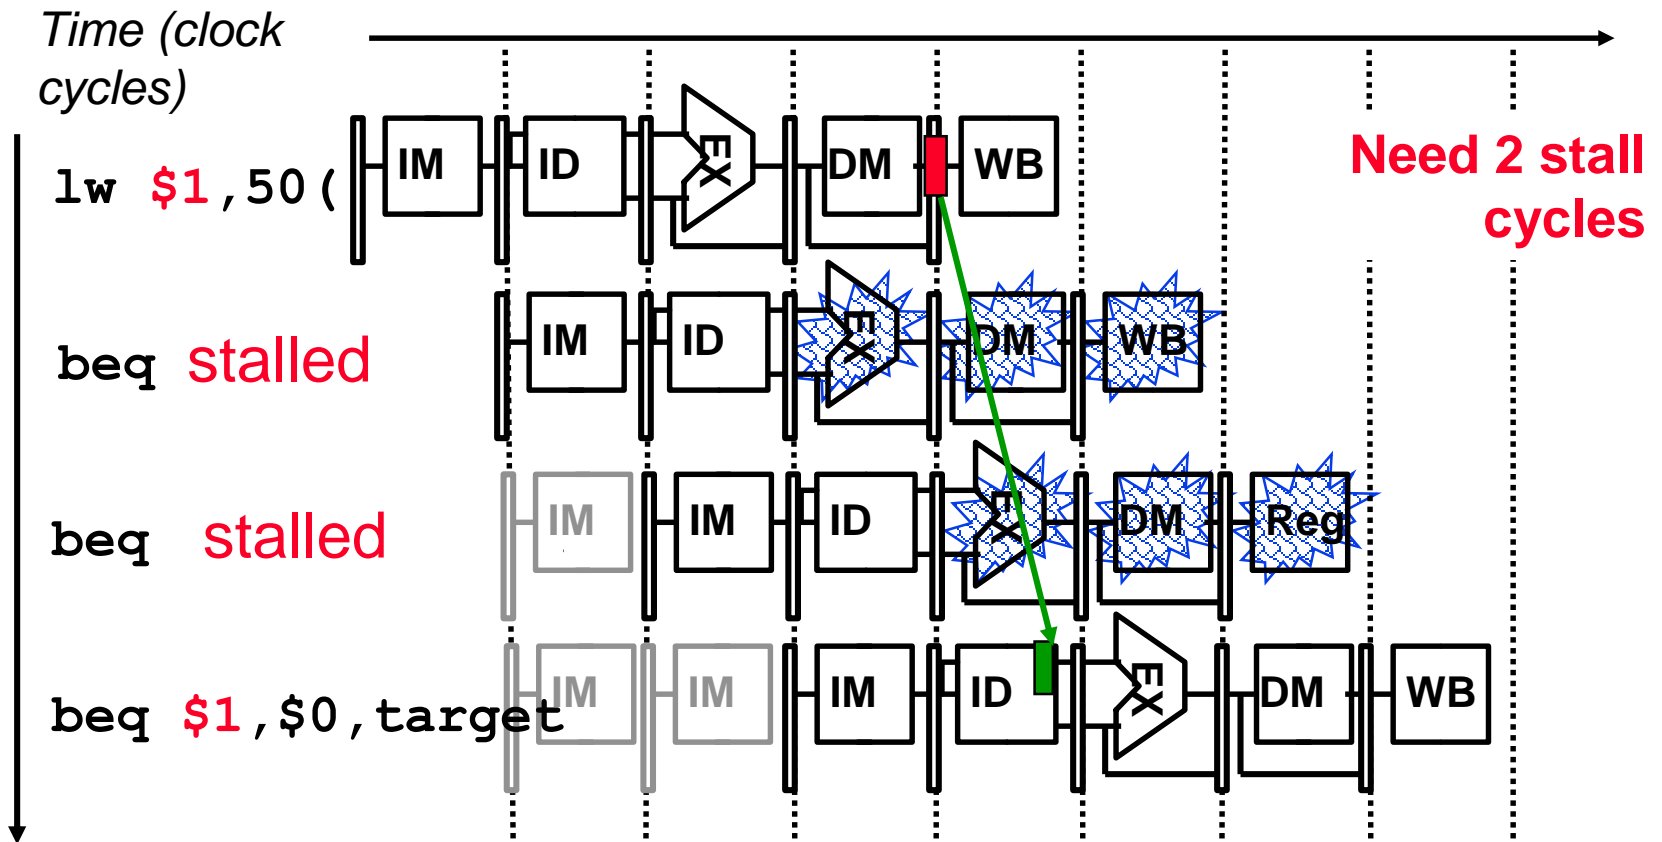 Time (clock
cycles)
lw $1,50( IM ID EX DM WB
Need 2 stall
cycles
beq stalled IM ID EX DM WB
beq stalled IM IM ID EX DM Reg
beq $1,$0,target IM IM IM ID EX DM WB